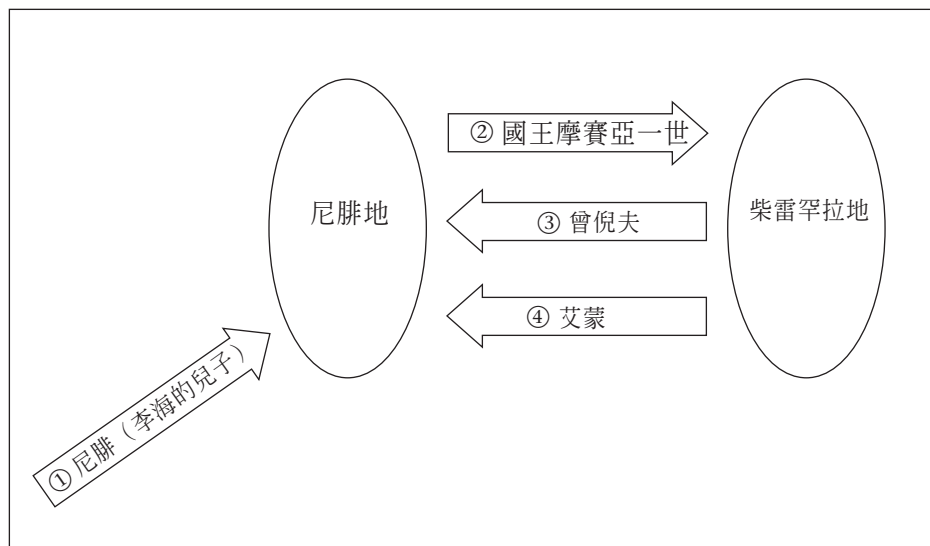 ② 國王摩賽亞一世
尼腓地
柴雷罕拉地
③ 曾倪夫
④ 艾蒙
① 尼腓（李海的兒子）